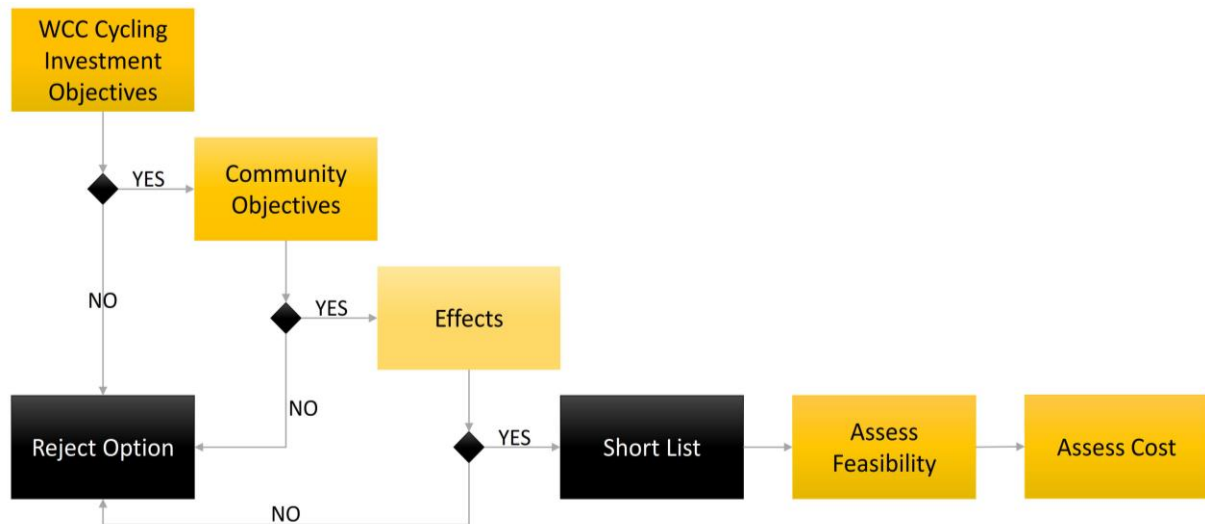 WCC Cycling
Investment
Objectives
YES
Community
Objectives
NO
YES
Effects
NO
Reject Option
YES
Short List
Assess
Feasibility
Assess Cost
NO